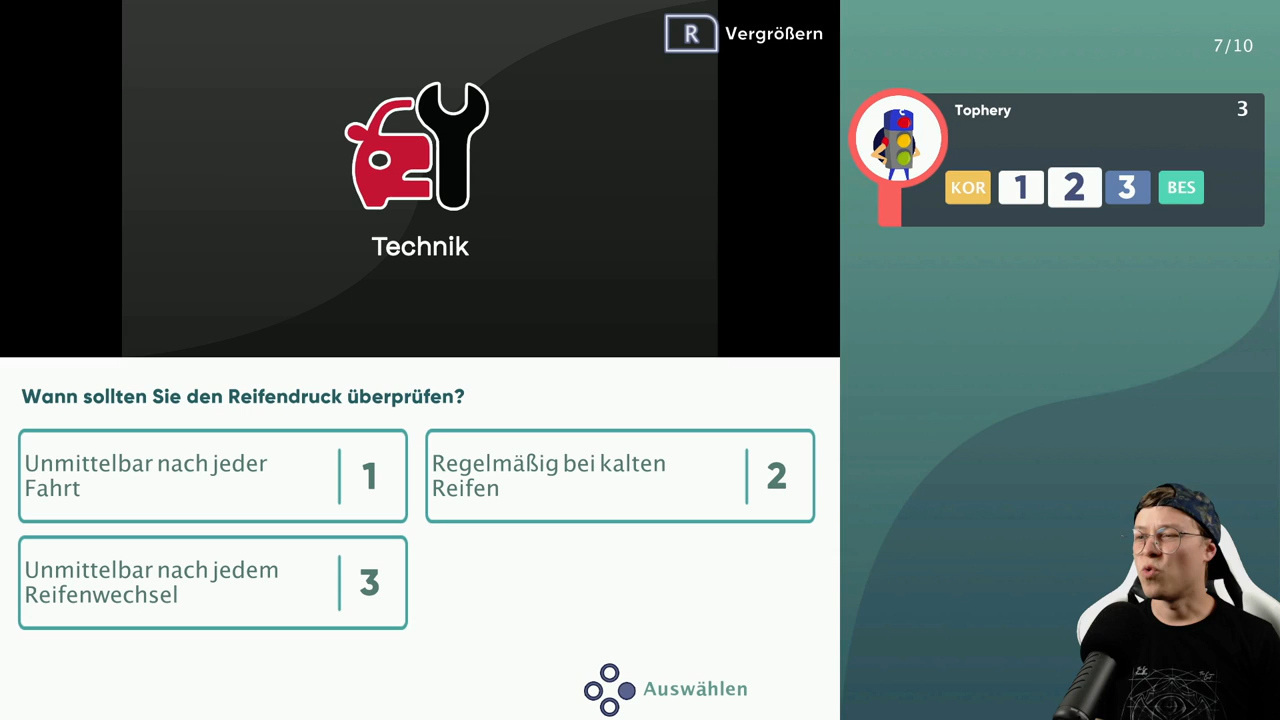 R Vergrößern
7/10
Technik
Tophery 3
KOR 1 2 3 BES
Wann sollten Sie den Reifendruck überprüfen?
Unmittelbar nach jeder
Fahrt
1
Regelmäßig bei kalten
Reifen
2
Unmittelbar nach jedem
Reifenwechsel
3
Auswählen